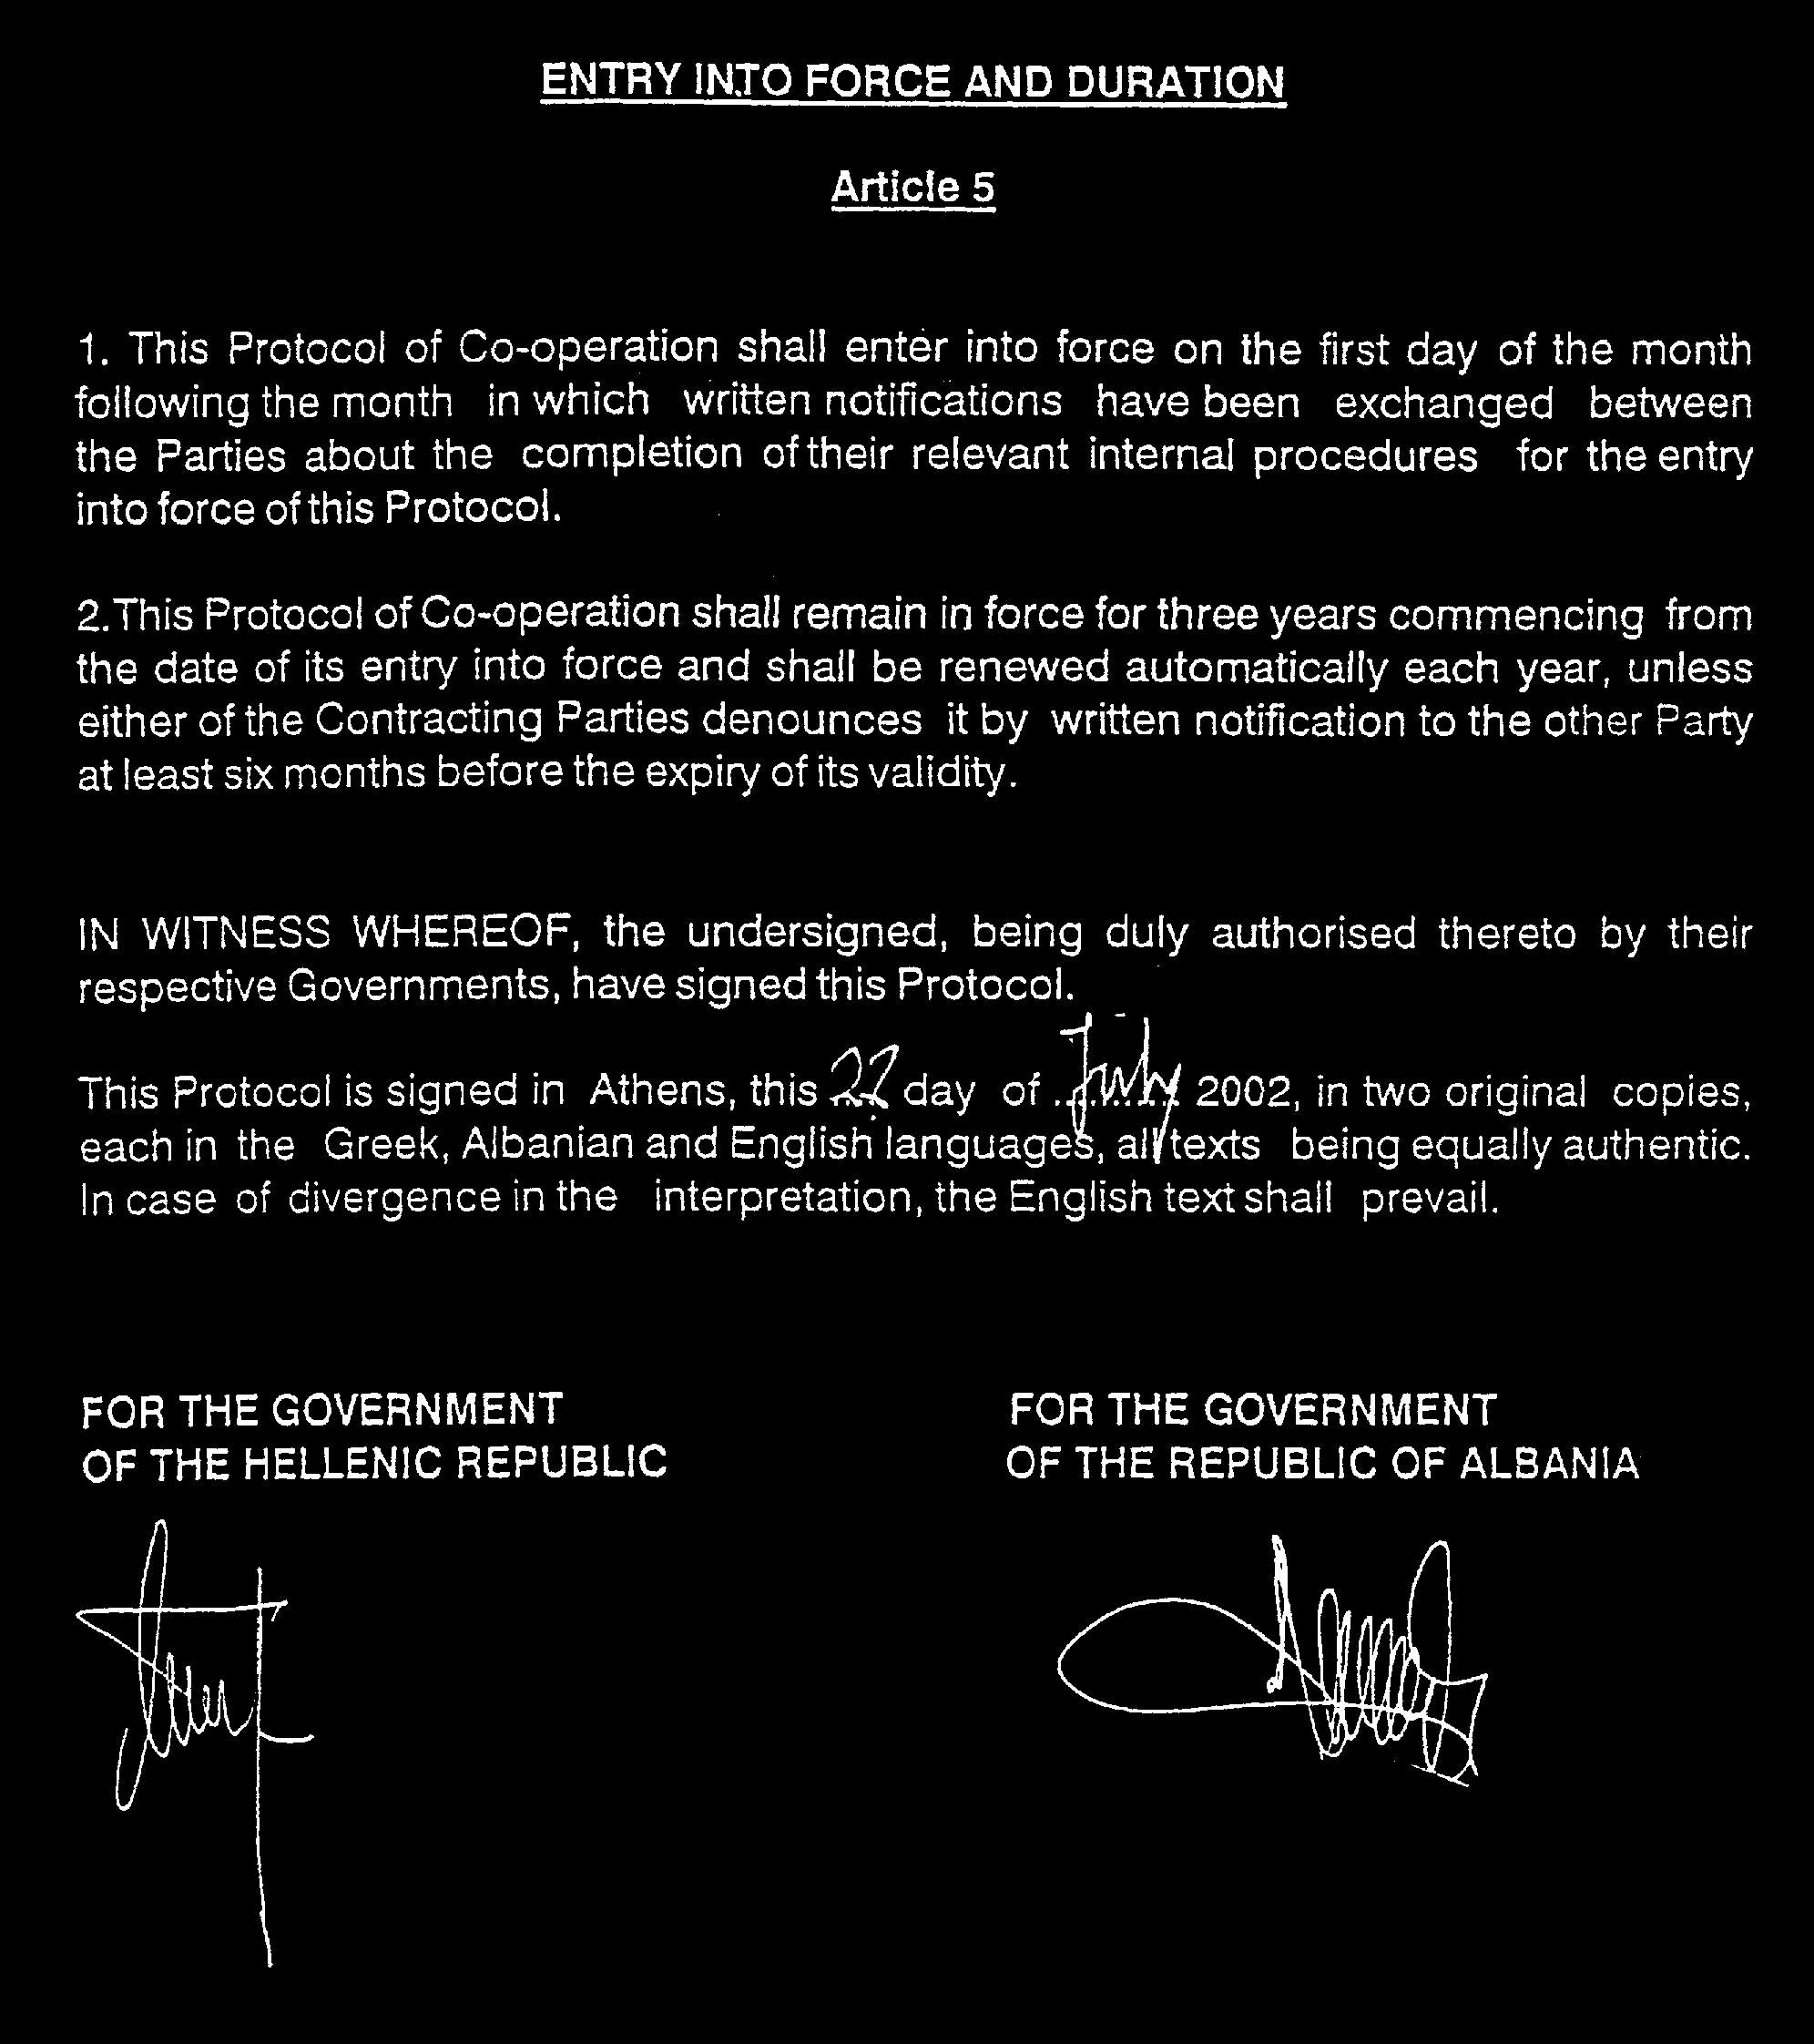 ENTRY INTO FORCE AND DURATION
Article 5
1. This Protocol of Co-operation shall enter into force on the first day of the month
following the month in which written notifications have been exchanged between
the Parties about the completion of their relevant internal procedures for the entry
into force of this Protocol.
2.This Protocol of Co-operation shall remain in force for three years commencing from
the date of its entry into force and shall be renewed automatically each year, unless
either of the Contracting Parties denounces it by written notification to the other Party
at least six months before the expiry of its validity.
IN WITNESS WHEREOF, the undersigned, being duly authorised thereto by their
respective Governments, have signed this Protocol.
This Protocol is signed in Athens, this day of July 2002, in two original copies,
each in the Greek, Albanian and English languages, all texts being equally authentic.
In case of divergence in the interpretation, the English text shall prevail.
FOR THE GOVERNMENT
OF THE HELLENIC REPUBLIC
FOR THE GOVERNMENT
OF THE REPUBLIC OF ALBANIA